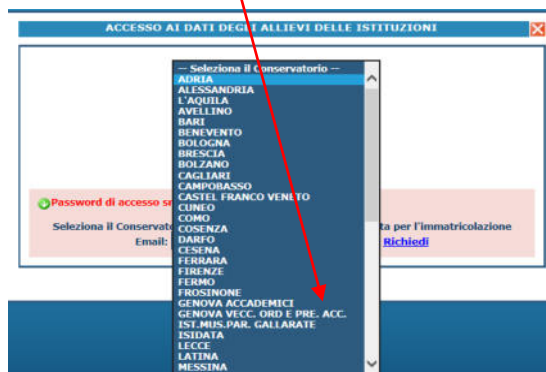 ACCESSO AI DATI DEGLI ALLIEVI DELLE ISTITUZIONI
-- Seleziona il Conservatorio --
ADRIA
ALESSANDRIA
L'AQUILA
AVELLINO
BARI
BENEVENTO
BOLOGNA
BRESCIA
BOLZANO
CAGLIARI
CAMPOBASSO
CASTEL FRANCO VENETO
CUNEO
COMO
COSENZA
DARFO
CESENA
FERRARA
FIRENZE
FERMO
FROSINONE
GENOVA ACCADEMICI
GENOVA VECC. ORD E PRE. ACC.
IST.MUS.PAR. GALLARATE
ISIDATA
LECCE
LATINA
MESSINA
Password di accesso
Seleziona il per l'immatricolazione
Email: Richiedi